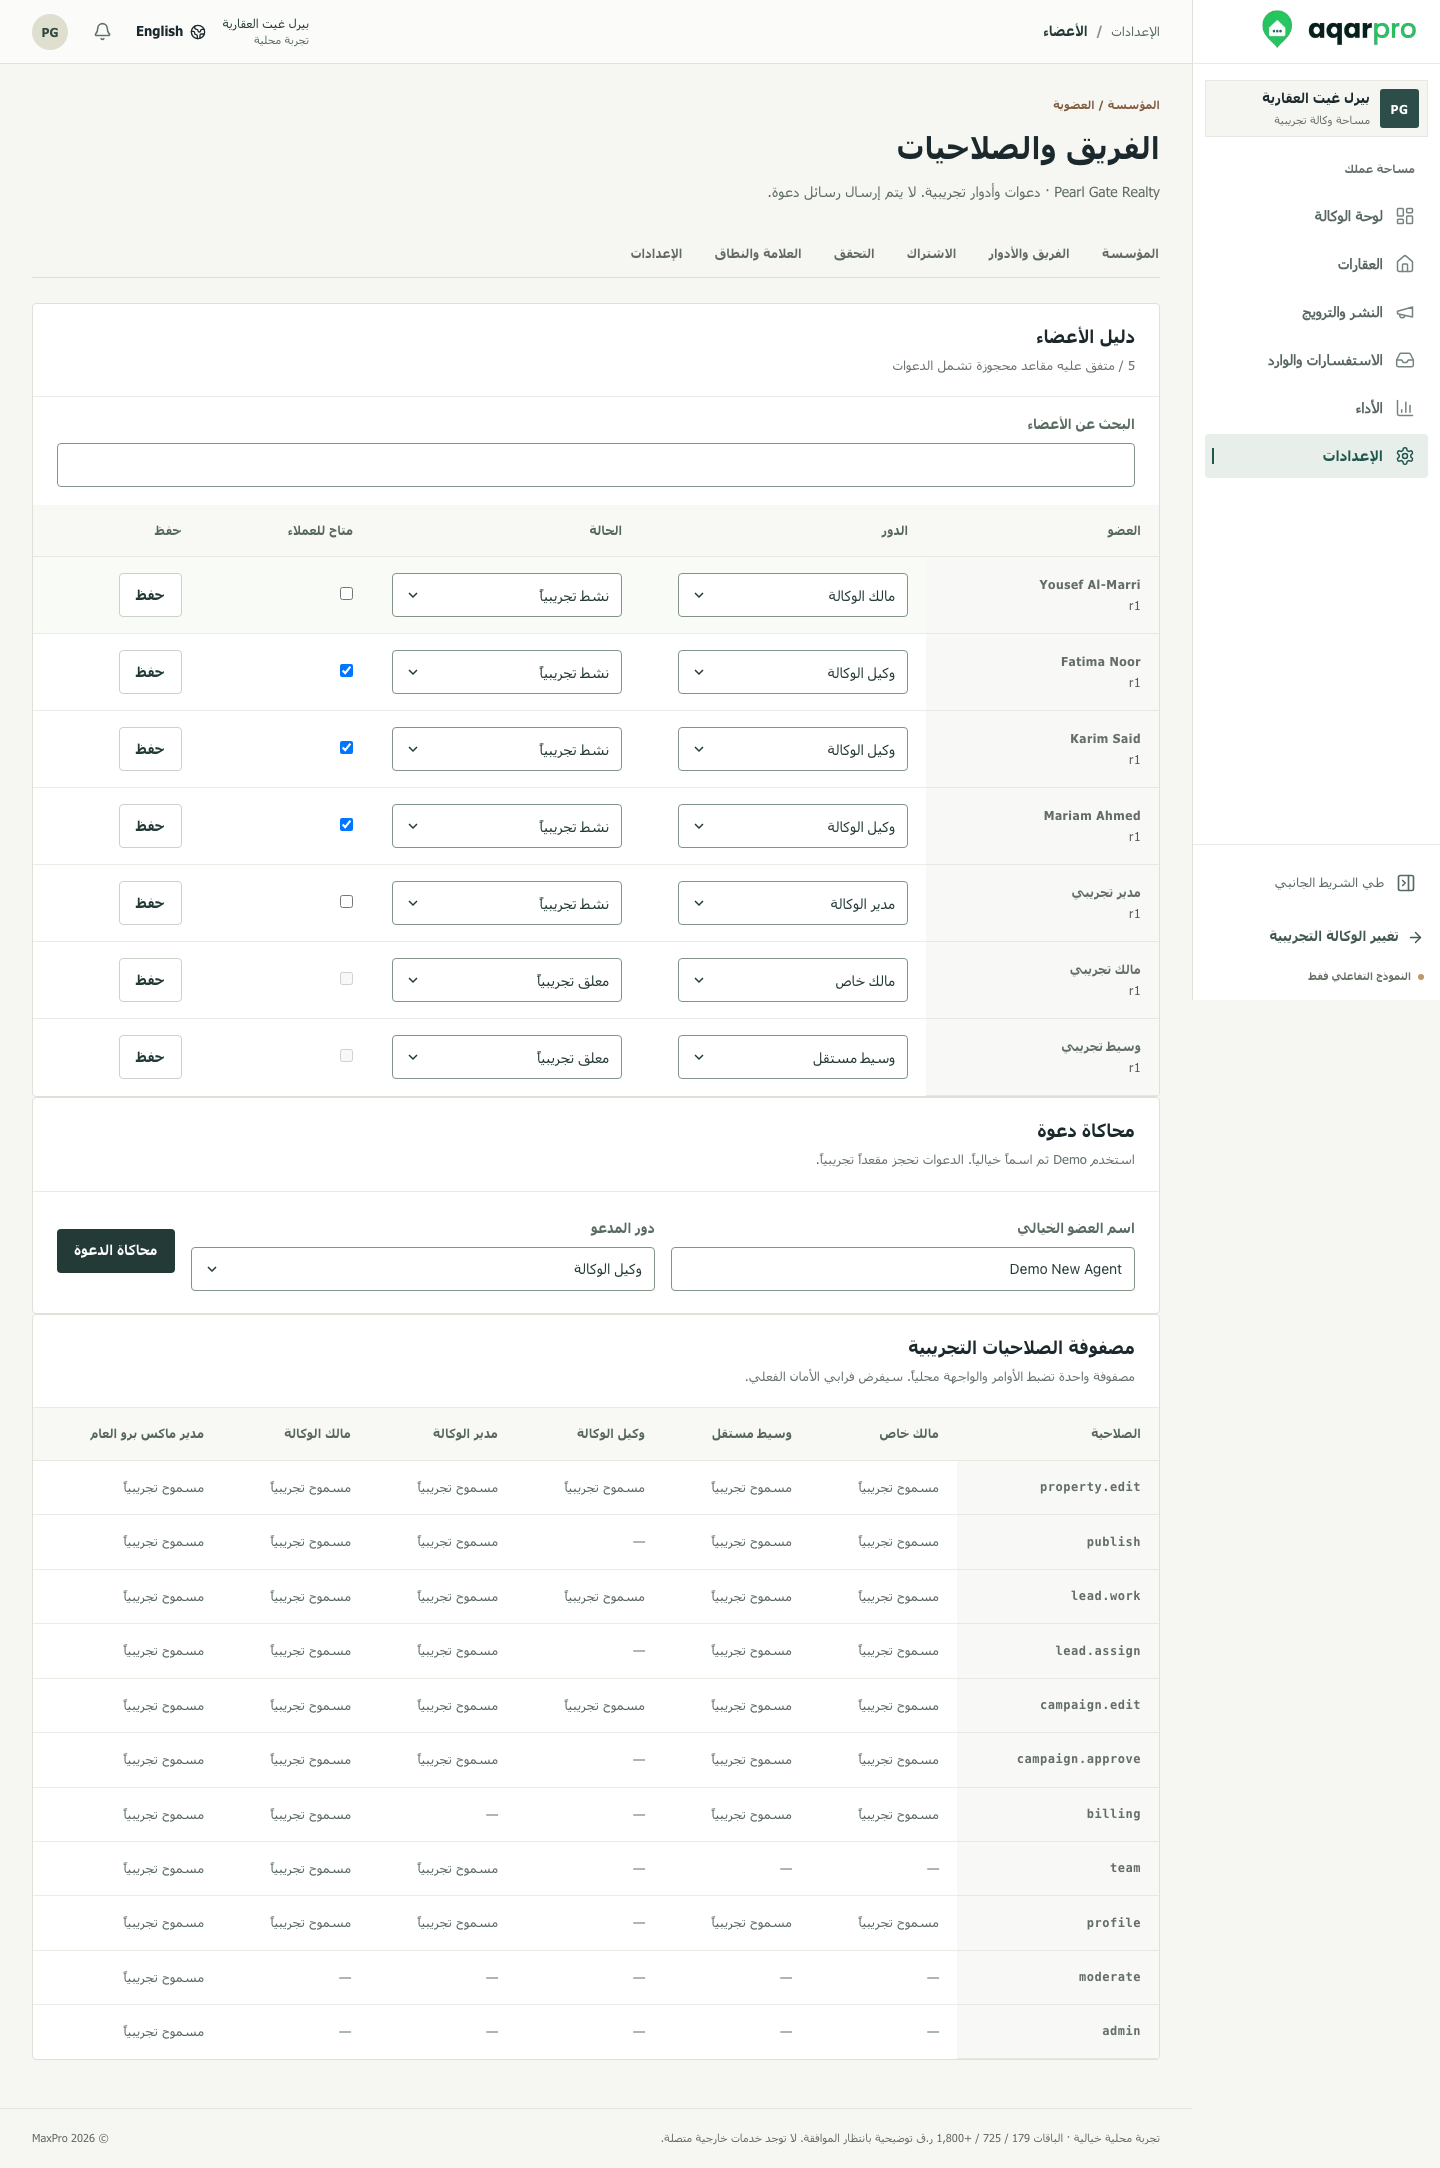 aqarpro
PG
بيرل غيت العقارية
مساحة وكالة تجريبية
مساحة عملك
لوحة الوكالة
العقارات
النشر والترويج
الاستفسارات والوارد
الأداء
الإعدادات
طي الشريط الجانبي
تغيير الوكالة التجريبية
النموذج التفاعلي فقط
الإعدادات / الأعضاء
بيرل غيت العقارية
تجربة محلية
English
PG
المؤسسة / العضوية
الفريق والصلاحيات
Pearl Gate Realty · دعوات وأدوار تجريبية. لا يتم إرسال رسائل دعوة.
المؤسسة الفريق والأدوار الاشتراك التحقق العلامة والنطاق الإعدادات
دليل الأعضاء
5 / متفق عليه مقاعد محجوزة تشمل الدعوات
البحث عن الأعضاء
العضو الدور الحالة متاح للعملاء حفظ
Yousef Al-Marri مالك الوكالة نشط تجريبياً حفظ
r1
Fatima Noor وكيل الوكالة نشط تجريبياً حفظ
r1
Karim Said وكيل الوكالة نشط تجريبياً حفظ
r1
Mariam Ahmed وكيل الوكالة نشط تجريبياً حفظ
r1
مدير تجريبي مدير الوكالة نشط تجريبياً حفظ
r1
مالك تجريبي مالك خاص معلق تجريبياً حفظ
r1
وسيط تجريبي وسيط مستقل معلق تجريبياً حفظ
r1
محاكاة دعوة
استخدم Demo ثم اسماً خيالياً. الدعوات تحجز مقعداً تجريبياً.
اسم العضو الخيالي دور المدعو
Demo New Agent وكيل الوكالة محاكاة الدعوة
مصفوفة الصلاحيات التجريبية
مصفوفة واحدة تضبط الأوامر والواجهة محلياً. سيفرض فرابي الأمان الفعلي.
الصلاحية مالك خاص وسيط مستقل وكيل الوكالة مدير الوكالة مالك الوكالة مدير ماكس برو العام
property.edit مسموح تجريبياً مسموح تجريبياً مسموح تجريبياً مسموح تجريبياً مسموح تجريبياً مسموح تجريبياً
publish مسموح تجريبياً مسموح تجريبياً — مسموح تجريبياً مسموح تجريبياً مسموح تجريبياً
lead.work مسموح تجريبياً مسموح تجريبياً مسموح تجريبياً مسموح تجريبياً مسموح تجريبياً مسموح تجريبياً
lead.assign مسموح تجريبياً مسموح تجريبياً — مسموح تجريبياً مسموح تجريبياً مسموح تجريبياً
campaign.edit مسموح تجريبياً مسموح تجريبياً مسموح تجريبياً مسموح تجريبياً مسموح تجريبياً مسموح تجريبياً
campaign.approve مسموح تجريبياً مسموح تجريبياً — مسموح تجريبياً مسموح تجريبياً مسموح تجريبياً
billing مسموح تجريبياً مسموح تجريبياً — — مسموح تجريبياً مسموح تجريبياً
team — — — مسموح تجريبياً مسموح تجريبياً مسموح تجريبياً
profile مسموح تجريبياً مسموح تجريبياً — مسموح تجريبياً مسموح تجريبياً مسموح تجريبياً
moderate — — — — — مسموح تجريبياً
admin — — — — — مسموح تجريبياً
تجربة محلية خيالية · الباقات 179 / 725 / +1,800 ر.ق توضيحية بانتظار الموافقة. لا توجد خدمات خارجية متصلة.
MaxPro 2026 ©